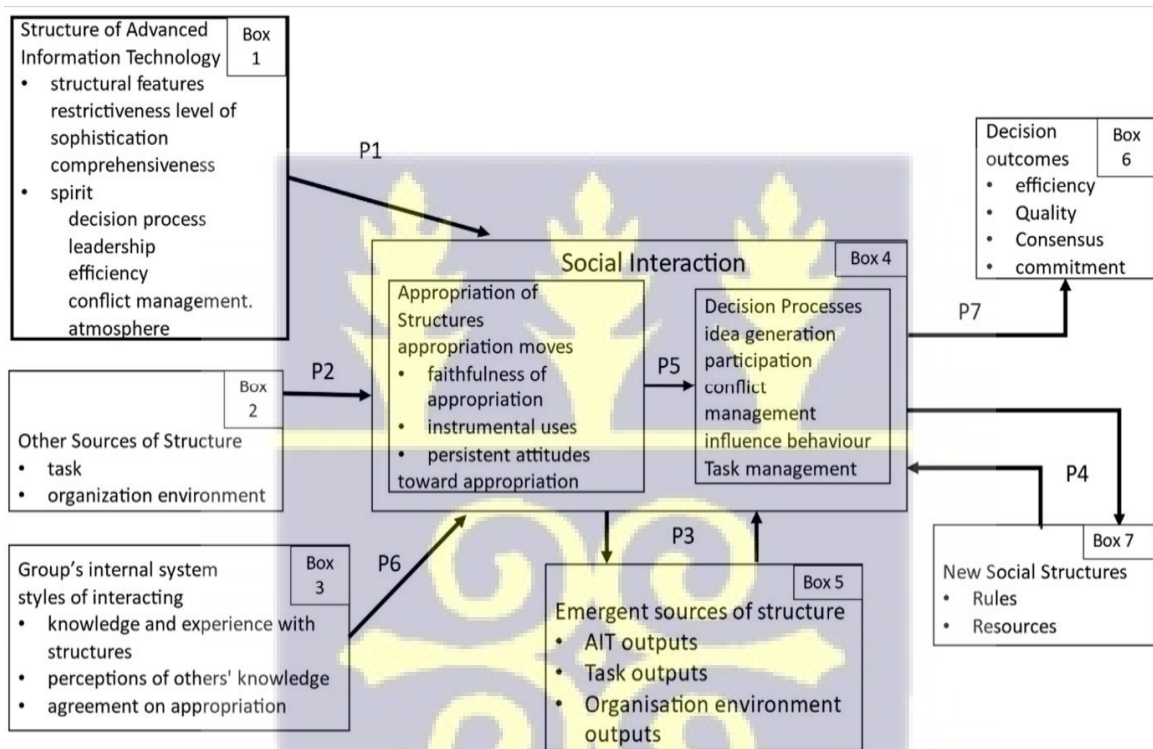 Structure of Advanced
Information Technology
• structural features
restrictiveness level of
sophistication
comprehensiveness
• spirit
decision process
leadership
efficiency
conflict management.
atmosphere
Box
1
P1
Box
2
Other Sources of Structure
• task
• organization environment
P2
Group's internal system
styles of interacting
• knowledge and experience with
structures
• perceptions of others' knowledge
• agreement on appropriation
Box
3
P6
Social Interaction
Box 4
Appropriation of
Structures
appropriation moves
• faithfulness of
appropriation
• instrumental uses
• persistent attitudes
toward appropriation
P5
Decision Processes
idea generation
participation
conflict
management
influence behaviour
Task management
P3
Box 5
Emergent sources of structure
• AIT outputs
• Task outputs
• Organisation environment
outputs
Decision
outcomes
• efficiency
• Quality
• Consensus
• commitment
Box
6
P7
P4
Box 7
New Social Structures
• Rules
• Resources